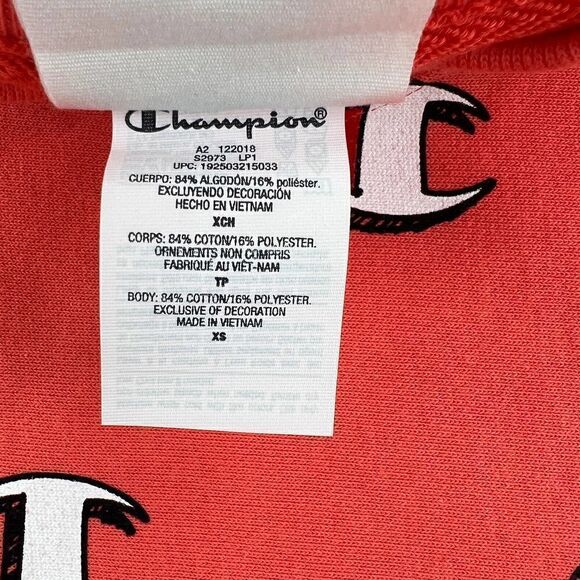 Champion®
A2 122018
S2973 LP1
UPC: 192503215033
CUERPO: 84% ALGODÓN/16% poliéster.
EXCLUYENDO DECORACIÓN
HECHO EN VIETNAM
XCH
CORPS: 84% COTON/16% POLYESTER.
ORNEMENTS NON COMPRIS
FABRIQUÉ AU VIÊT-NAM
TP
BODY: 84% COTTON/16% POLYESTER.
EXCLUSIVE OF DECORATION
MADE IN VIETNAM
XS